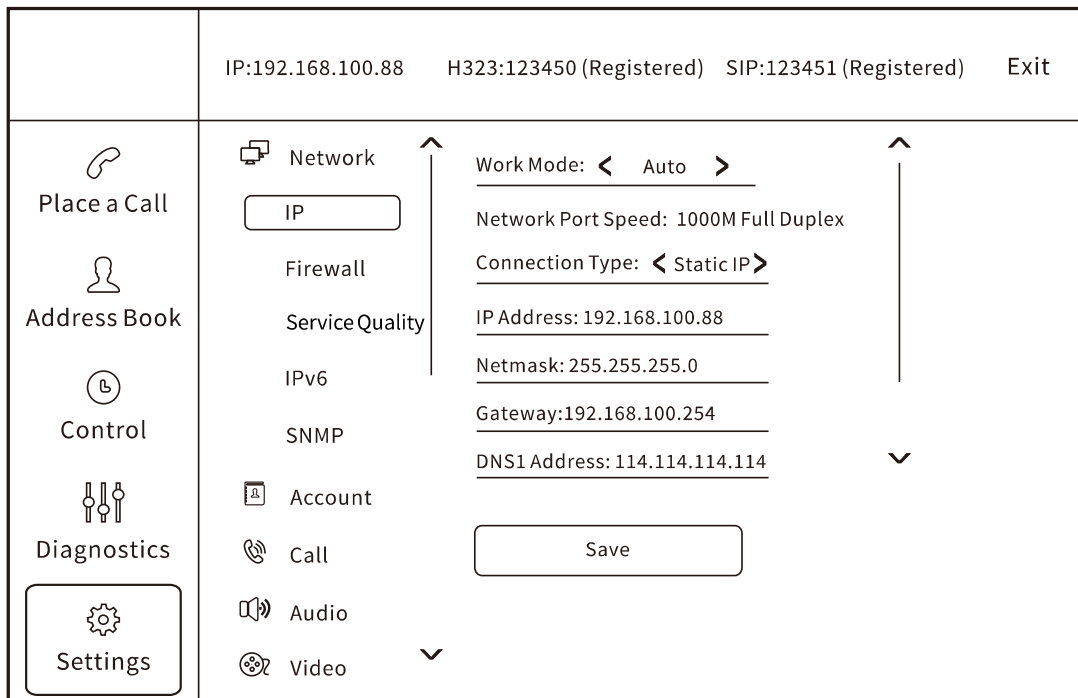 IP:192.168.100.88 H323:123450 (Registered) SIP:123451 (Registered) Exit
Place a Call
Address Book
Control
Diagnostics
Settings
Network
IP
Firewall
Service Quality
IPv6
SNMP
Account
Call
Audio
Video
Work Mode: < Auto >
Network Port Speed: 1000M Full Duplex
Connection Type: < Static IP >
IP Address: 192.168.100.88
Netmask: 255.255.255.0
Gateway:192.168.100.254
DNS1 Address: 114.114.114.114
Save